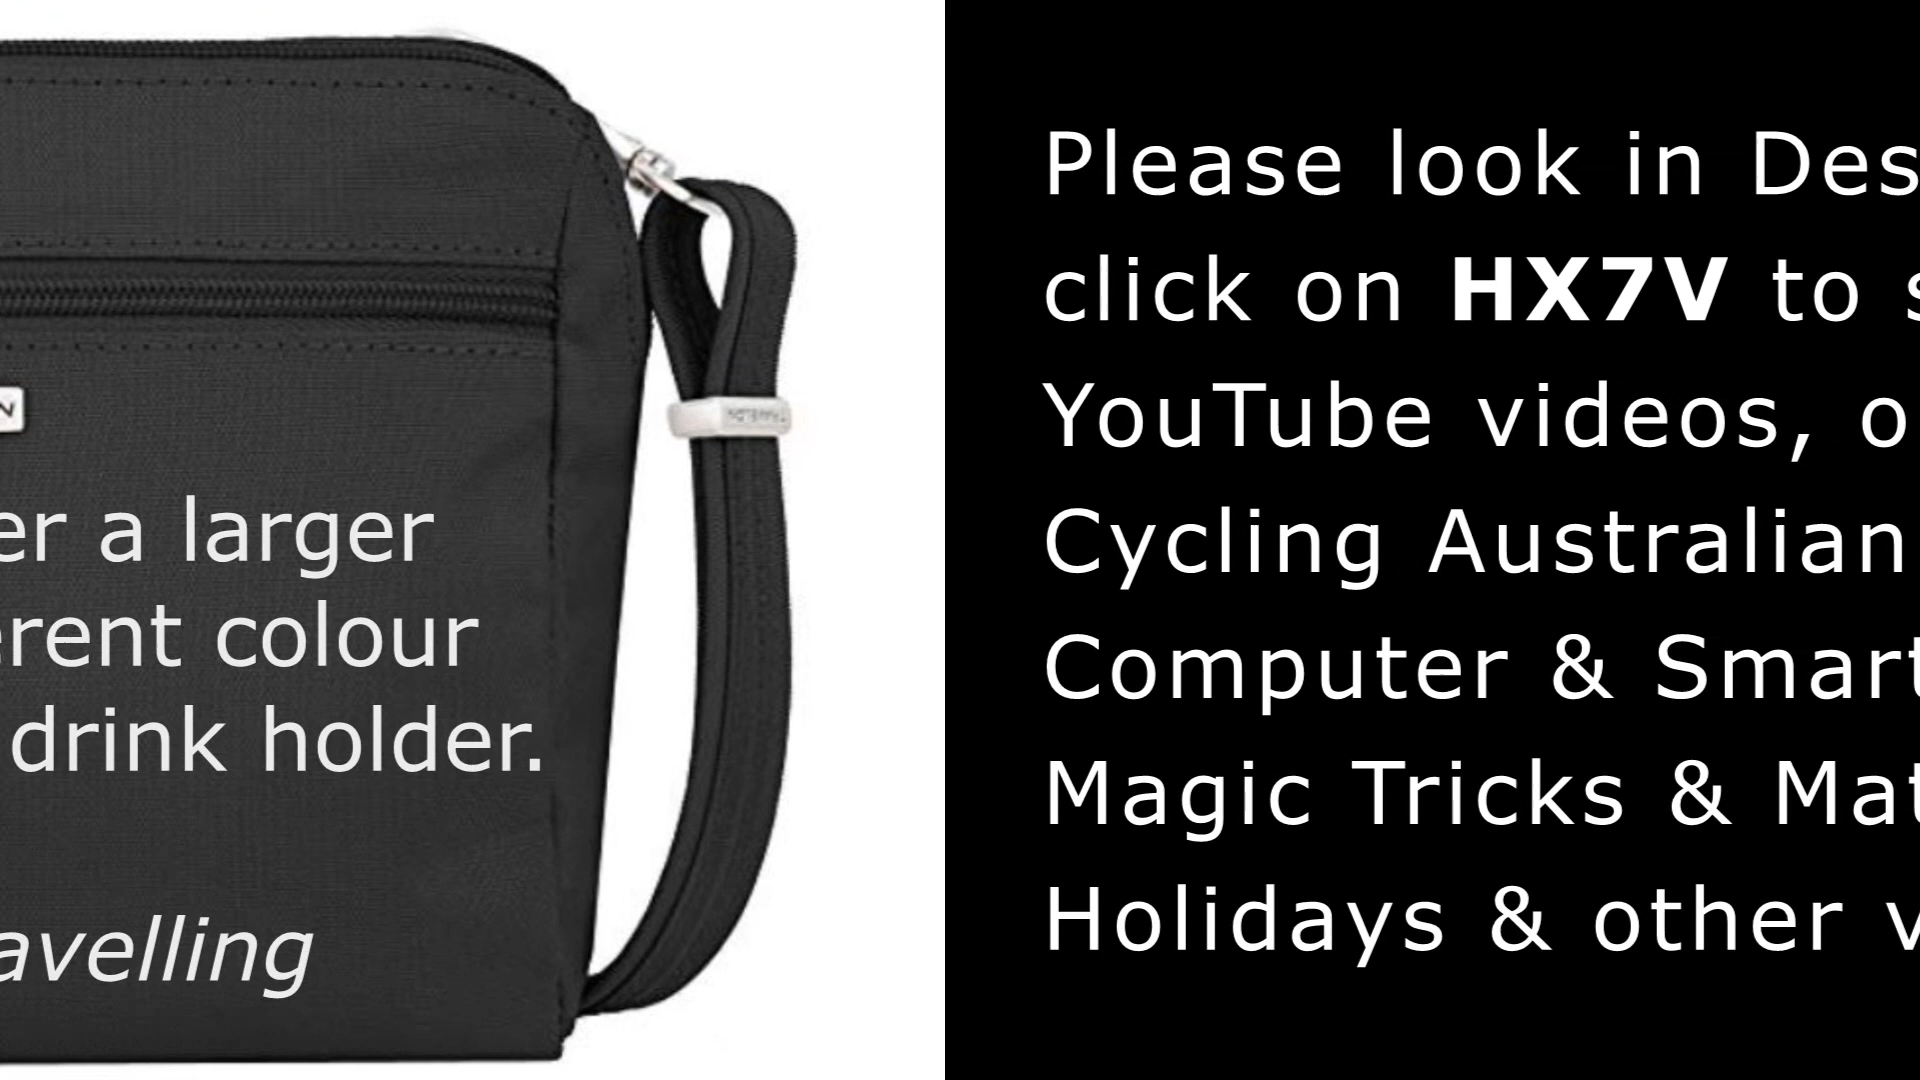 er a larger
erent colour
drink holder.
avelling
Please look in Des
click on HX7V to s
YouTube videos, o
Cycling Australian
Computer & Smart
Magic Tricks & Mat
Holidays & other v